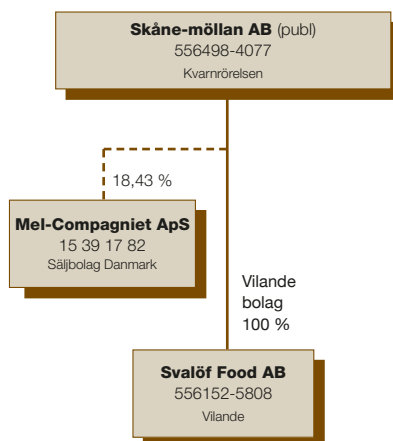 Skåne-möllan AB (publ)
556498-4077
Kvarnrörelsen
18,43 %
Mel-Compagniet ApS
15 39 17 82
Säljbolag Danmark
Vilande
bolag
100 %
Svalöf Food AB
556152-5808
Vilande